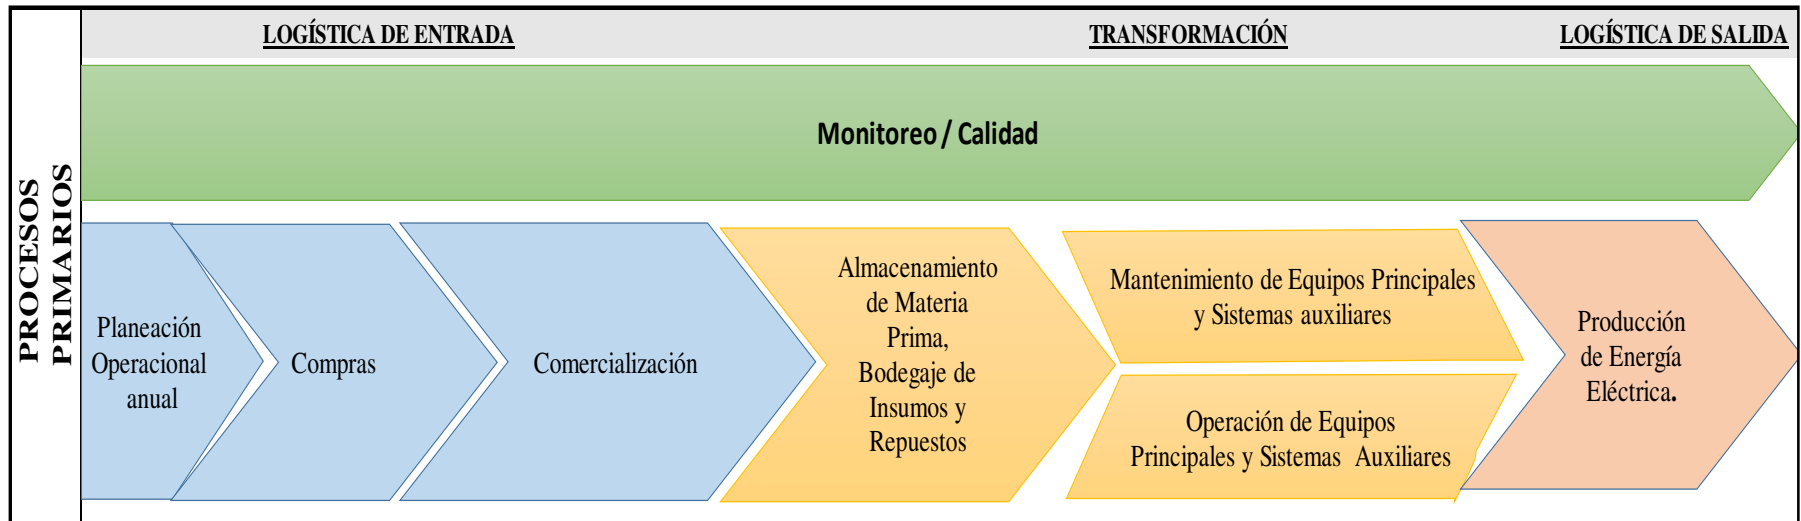 LOGÍSTICA DE ENTRADA
TRANSFORMACIÓN
LOGÍSTICA DE SALIDA
PROCESOS
PRIMARIOS
Monitoreo / Calidad
Planeación
Operacional
anual
Compras
Comercialización
Almacenamiento
de Materia
Prima,
Bodegaje de
Insumos y
Repuestos
Mantenimiento de Equipos Principales
y Sistemas auxiliares
Operación de Equipos
Principales y Sistemas Auxiliares
Producción
de Energía
Eléctrica.